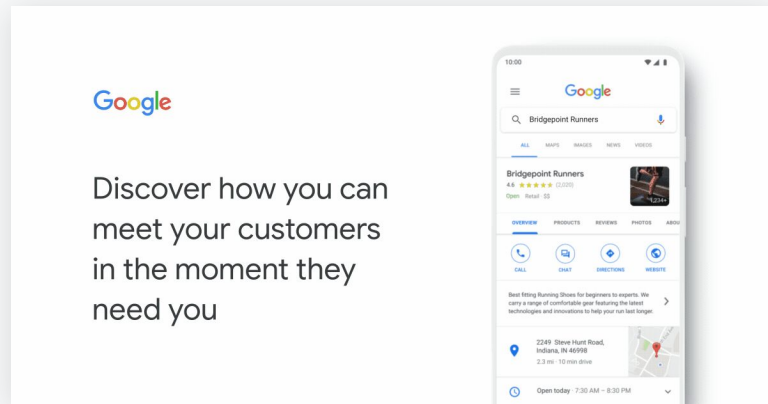 Google
Discover how you can
meet your customers
in the moment they
need you
10:00
Google
Bridgepoint Runners
ALL MAPS IMAGES NEWS VIDEOS
Bridgepoint Runners
4.6 (2,020)
Open · Retail · $$
1,234+
OVERVIEW PRODUCTS REVIEWS PHOTOS ABOU
CALL CHAT DIRECTIONS WEBSITE
Best fitting Running Shoes for beginners to experts. We
carry a range of comfortable gear featuring the latest
technologies and innovations to help your run last longer.
2249 Steve Hunt Road,
Indiana, IN 46998
2.3 mi · 10 min drive
Open today · 7:30 AM – 8:30 PM